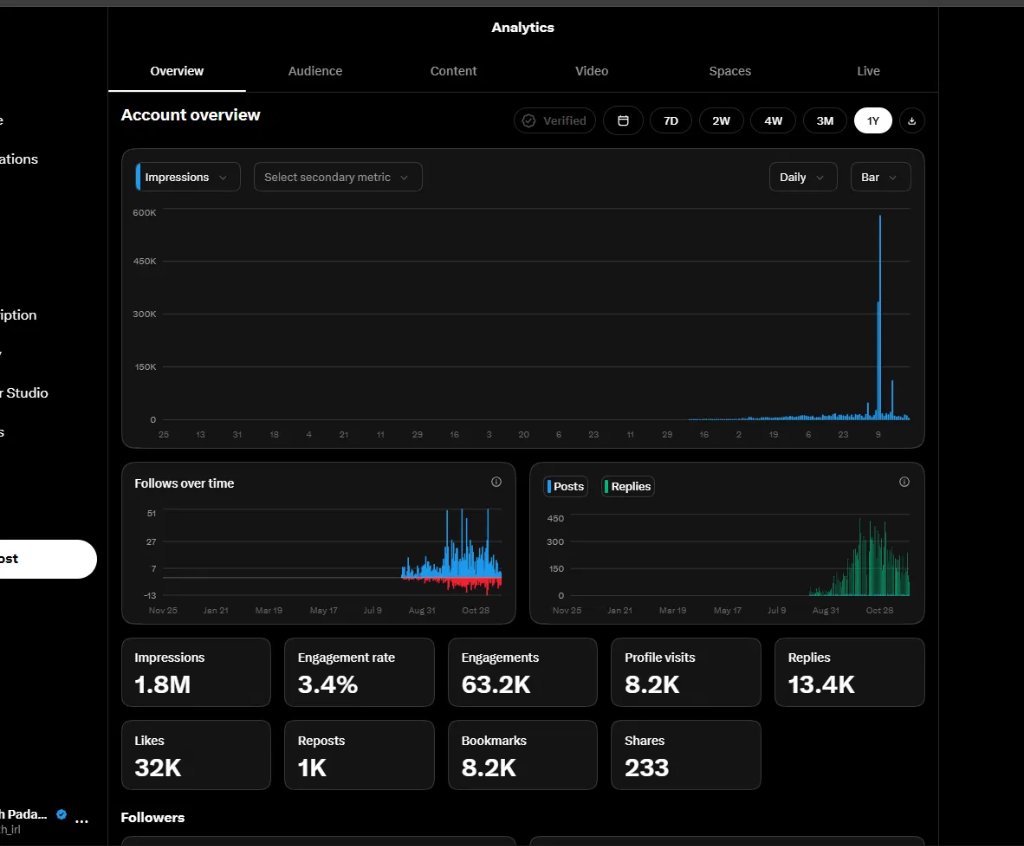 Analytics
Overview Audience Content Video Spaces Live
Account overview Verified 7D 2W 4W 3M 1Y
ations
Impressions Select secondary metric Daily Bar
600K
450K
300K
150K
0
25 13 31 18 4 21 11 29 16 3 20 6 23 11 29 16 2 19 6 23 9
iption
r Studio
s
Follows over time
51
27
7
-13
Nov 25 Jan 21 Mar 19 May 17 Jul 9 Aug 31 Oct 28
Posts Replies
450
300
150
0
Nov 25 Jan 21 Mar 19 May 17 Jul 9 Aug 31 Oct 28
ost
Impressions
1.8M
Engagement rate
3.4%
Engagements
63.2K
Profile visits
8.2K
Replies
13.4K
Likes
32K
Reposts
1K
Bookmarks
8.2K
Shares
233
h Pada... ...
h_irl
Followers